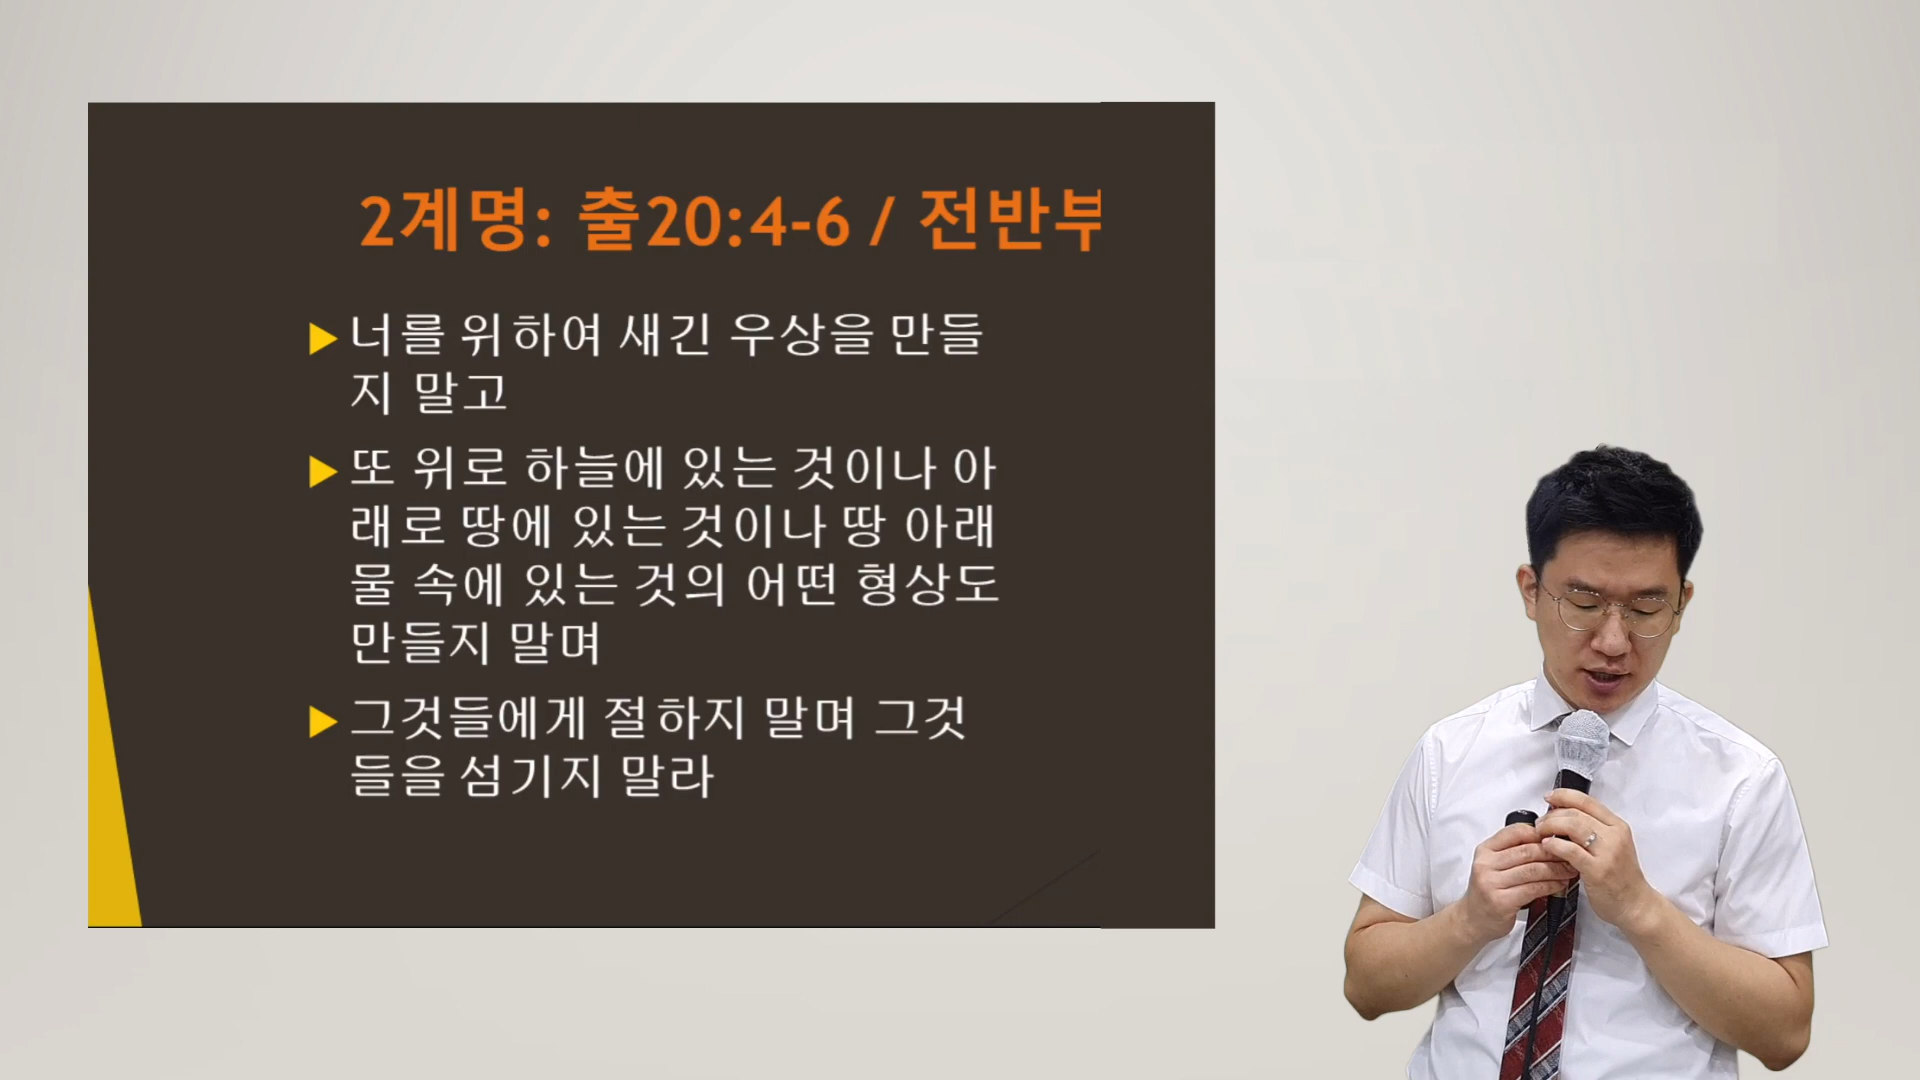 2계명: 출20:4-6 / 전반부
너를 위하여 새긴 우상을 만들
지 말고
또 위로 하늘에 있는 것이나 아
래로 땅에 있는 것이나 땅 아래
물 속에 있는 것의 어떤 형상도
만들지 말며
그것들에게 절하지 말며 그것
들을 섬기지 말라